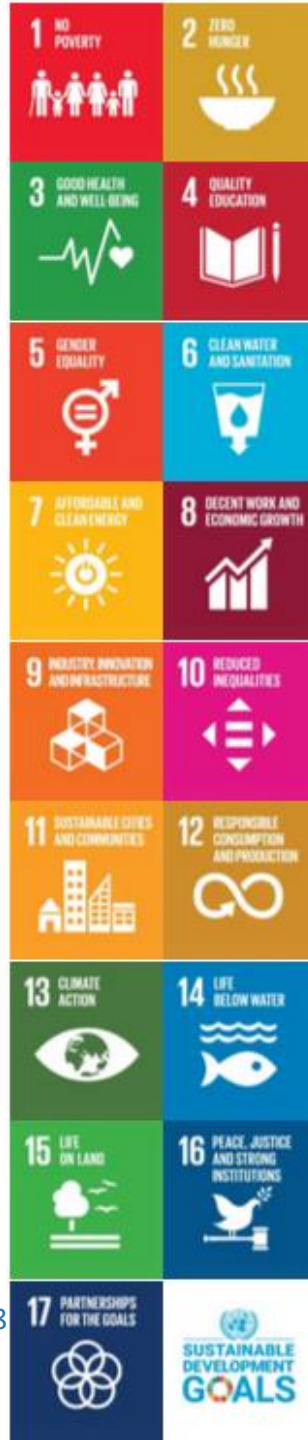 1 NO
POVERTY
2 ZERO
HUNGER
3 GOOD HEALTH
AND WELL-BEING
4 QUALITY
EDUCATION
5 GENDER
EQUALITY
6 CLEAN WATER
AND SANITATION
7 AFFORDABLE AND
CLEAN ENERGY
8 DECENT WORK AND
ECONOMIC GROWTH
9 INDUSTRY, INNOVATION
AND INFRASTRUCTURE
10 REDUCED
INEQUALITIES
11 SUSTAINABLE CITIES
AND COMMUNITIES
12 RESPONSIBLE
CONSUMPTION
AND PRODUCTION
13 CLIMATE
ACTION
14 LIFE
BELOW WATER
15 LIFE
ON LAND
16 PEACE, JUSTICE
AND STRONG
INSTITUTIONS
8
17 PARTNERSHIPS
FOR THE GOALS
SUSTAINABLE
DEVELOPMENT
GOALS